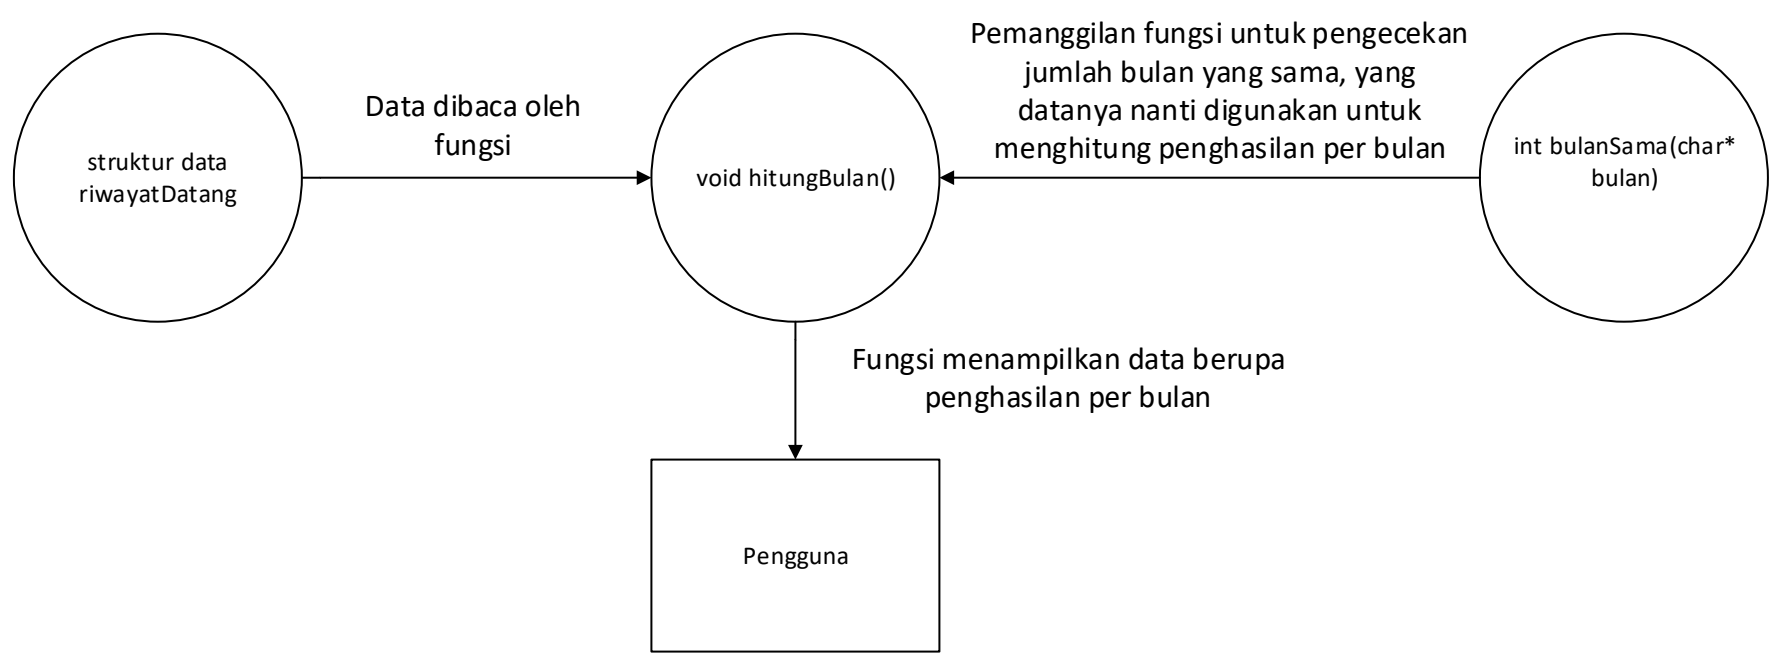 struktur data
riwayatDatang
Data dibaca oleh
fungsi
void hitungBulan()
Pemanggilan fungsi untuk pengecekan
jumlah bulan yang sama, yang
datanya nanti digunakan untuk
menghitung penghasilan per bulan
int bulanSama(char*
bulan)
Fungsi menampilkan data berupa
penghasilan per bulan
Pengguna